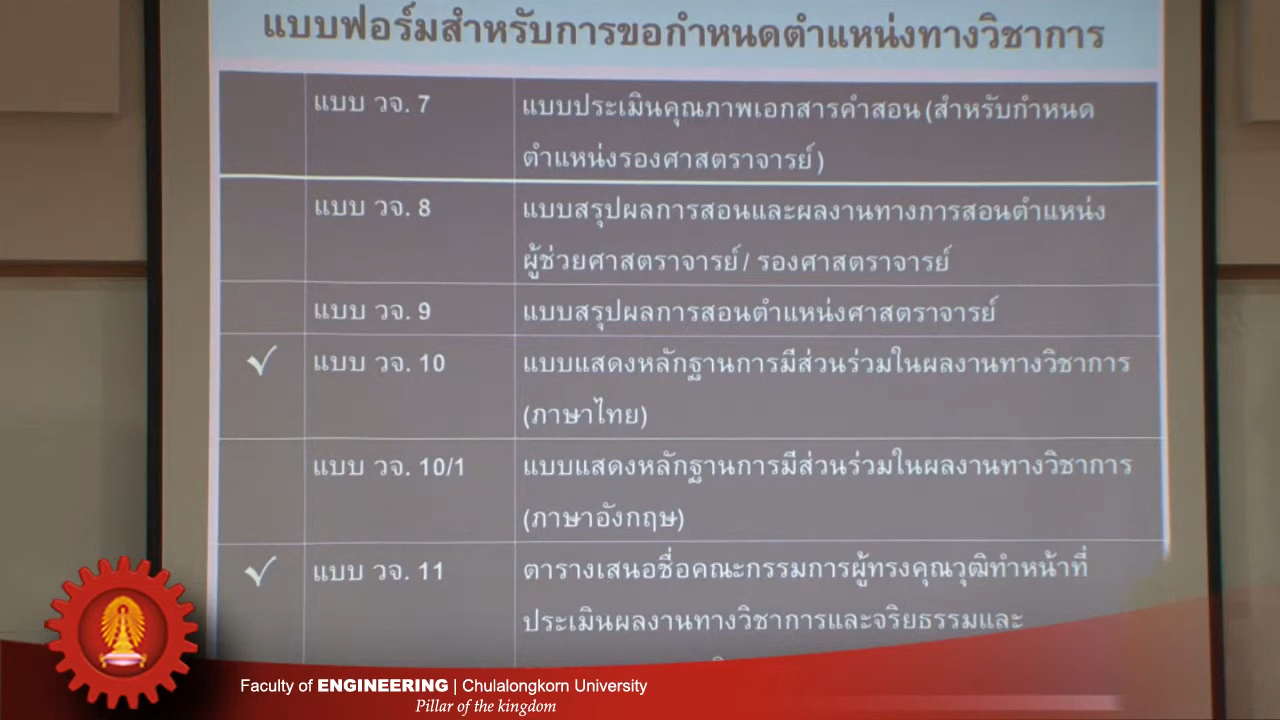 แบบฟอร์มสำหรับการขอกำหนดตำแหน่งทางวิชาการ
แบบ วจ. 7
แบบประเมินคุณภาพเอกสารคำสอน (สำหรับกำหนด
ตำแหน่งรองศาสตราจารย์)
แบบ วจ. 8
แบบสรุปผลการสอนและผลงานทางการสอนตำแหน่ง
ผู้ช่วยศาสตราจารย์ / รองศาสตราจารย์
แบบ วจ. 9
แบบสรุปผลการสอนตำแหน่งศาสตราจารย์
√ แบบ วจ. 10
แบบแสดงหลักฐานการมีส่วนร่วมในผลงานทางวิชาการ
(ภาษาไทย)
แบบ วจ. 10/1
แบบแสดงหลักฐานการมีส่วนร่วมในผลงานทางวิชาการ
(ภาษาอังกฤษ)
√ แบบ วจ. 11
ตารางเสนอชื่อคณะกรรมการผู้ทรงคุณวุฒิทำหน้าที่
ประเมินผลงานทางวิชาการและจริยธรรมและ
Faculty of ENGINEERING | Chulalongkorn University
Pillar of the kingdom